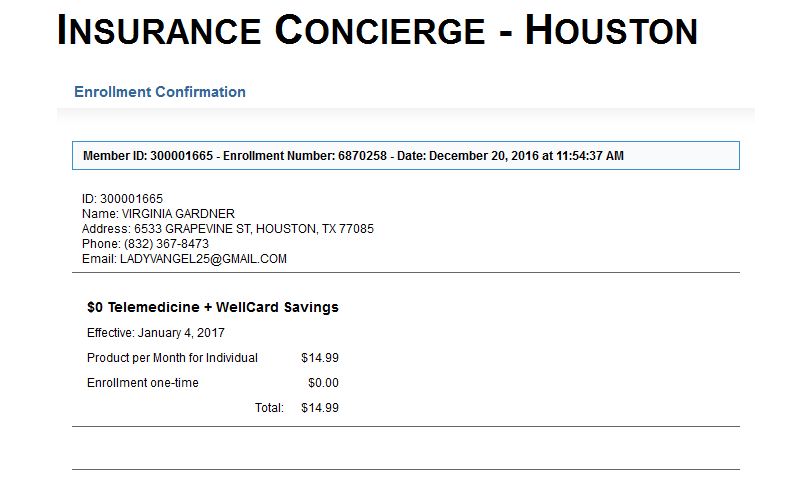 INSURANCE CONCIERGE - HOUSTON
Enrollment Confirmation
Member ID: 300001665 - Enrollment Number: 6870258 - Date: December 20, 2016 at 11:54:37 AM
ID: 300001665
Name: VIRGINIA GARDNER
Address: 6533 GRAPEVINE ST, HOUSTON, TX 77085
Phone: (832) 367-8473
Email: LADYVANGEL25@GMAIL.COM
$0 Telemedicine + WellCard Savings
Effective: January 4, 2017
Product per Month for Individual $14.99
Enrollment one-time $0.00
Total: $14.99